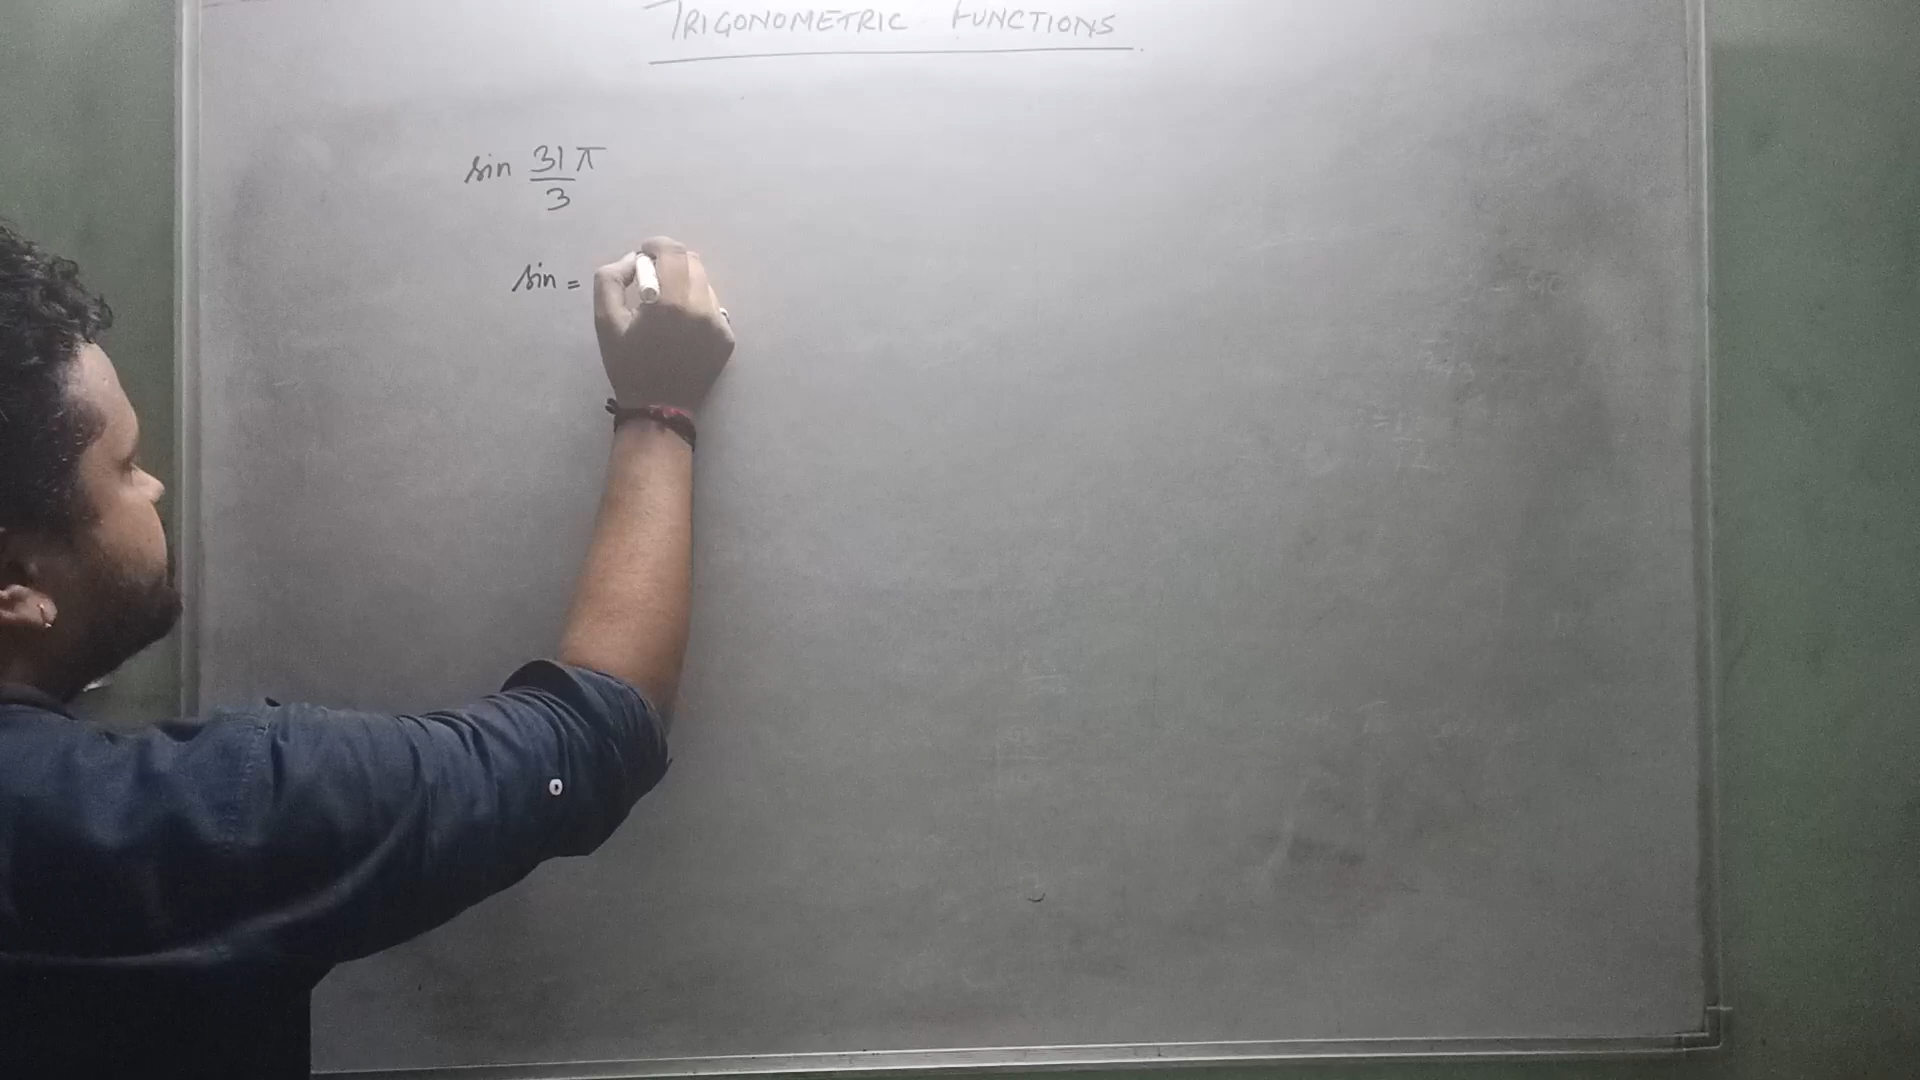 TRIGONOMETRIC FUNCTIONS
sin 31π/3
sin =